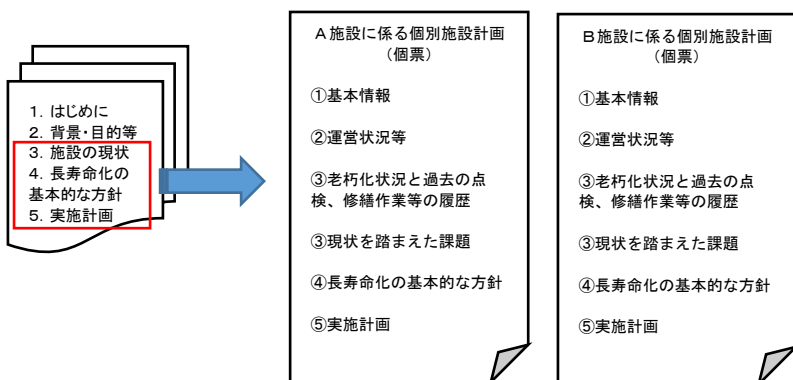 1. はじめに
2. 背景・目的等
3. 施設の現状
4. 長寿命化の
基本的な方針
5. 実施計画
A施設に係る個別施設計画
(個票)
①基本情報
②運営状況等
③老朽化状況と過去の点
検、修繕作業等の履歴
③現状を踏まえた課題
④長寿命化の基本的な方針
⑤実施計画
B施設に係る個別施設計画
(個票)
①基本情報
②運営状況等
③老朽化状況と過去の点
検、修繕作業等の履歴
③現状を踏まえた課題
④長寿命化の基本的な方針
⑤実施計画